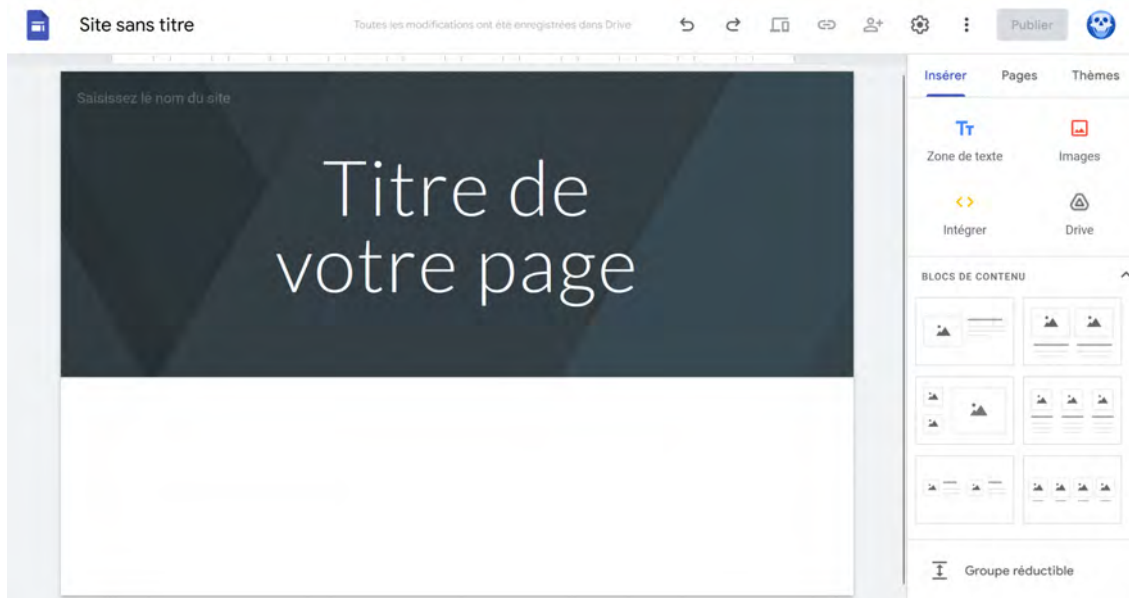 Site sans titre
Toutes les modifications ont été enregistrées dans Drive
Publier
Saisissez le nom du site
Titre de
votre page
Insérer Pages Thèmes
Zone de texte Images
Intégrer Drive
BLOCS DE CONTENU
Groupe réductible